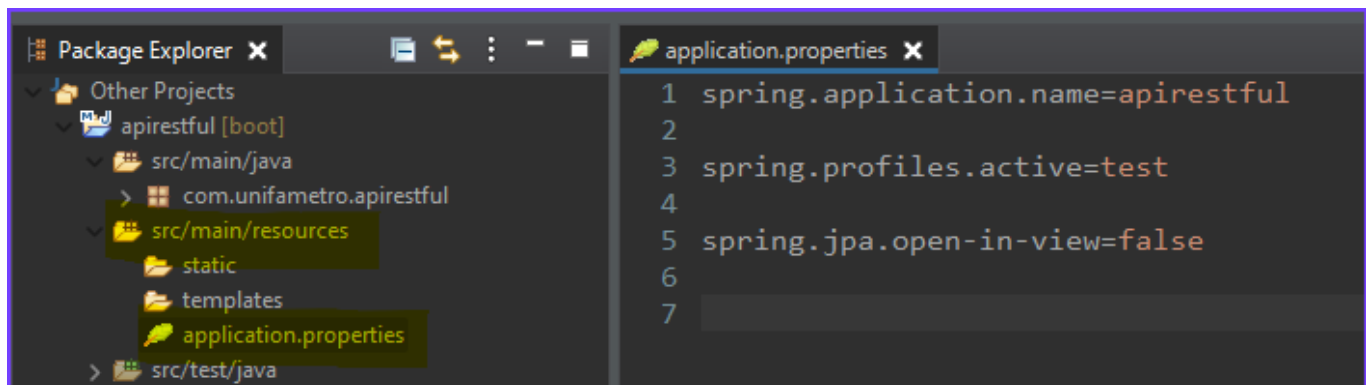 Package Explorer
Other Projects
apirestful [boot]
src/main/java
com.unifametro.apirestful
src/main/resources
static
templates
application.properties
src/test/java
application.properties
1 spring.application.name=apirestful
2
3 spring.profiles.active=test
4
5 spring.jpa.open-in-view=false
6
7